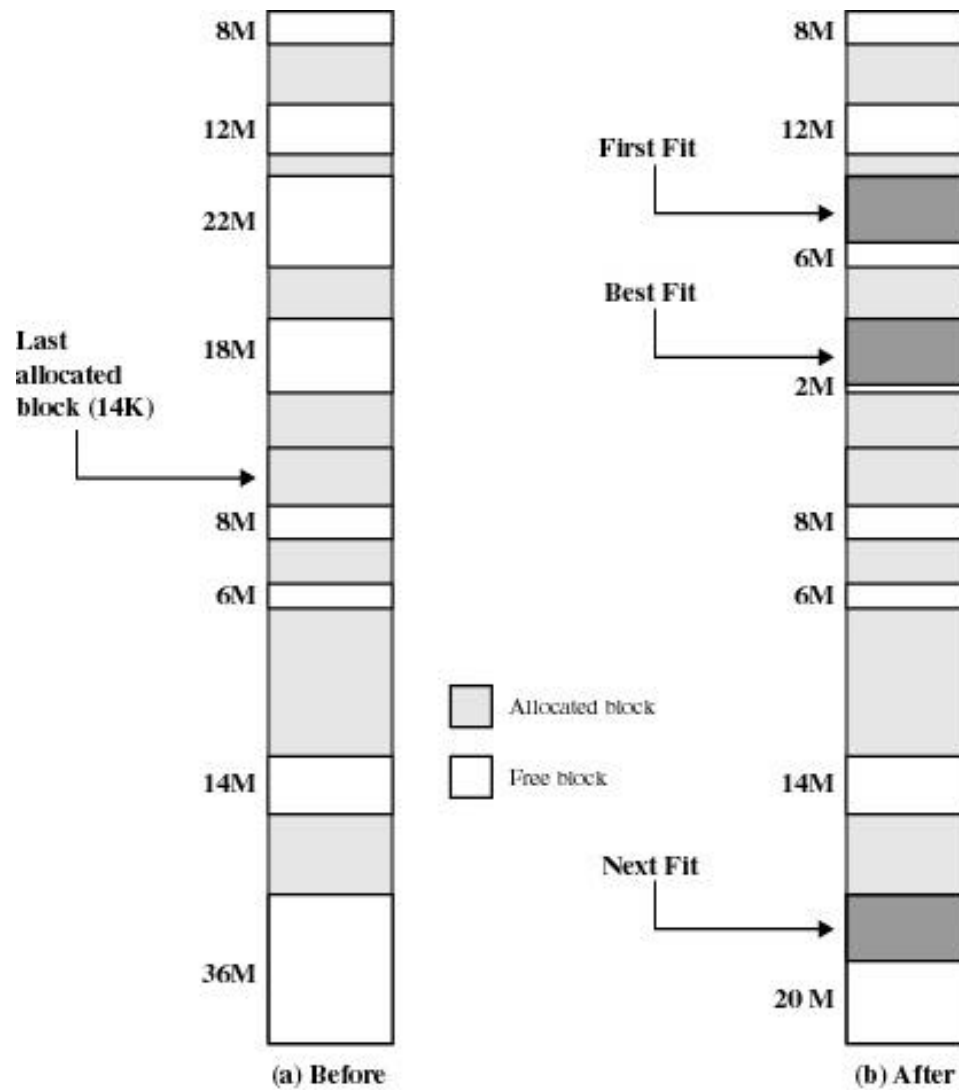 8M
12M
22M
18M
Last
allocated
block (14K)
8M
6M
14M
36M
(a) Before
Allocated block
Free block
8M
12M
First Fit
6M
Best Fit
2M
8M
6M
14M
Next Fit
20 M
(b) After